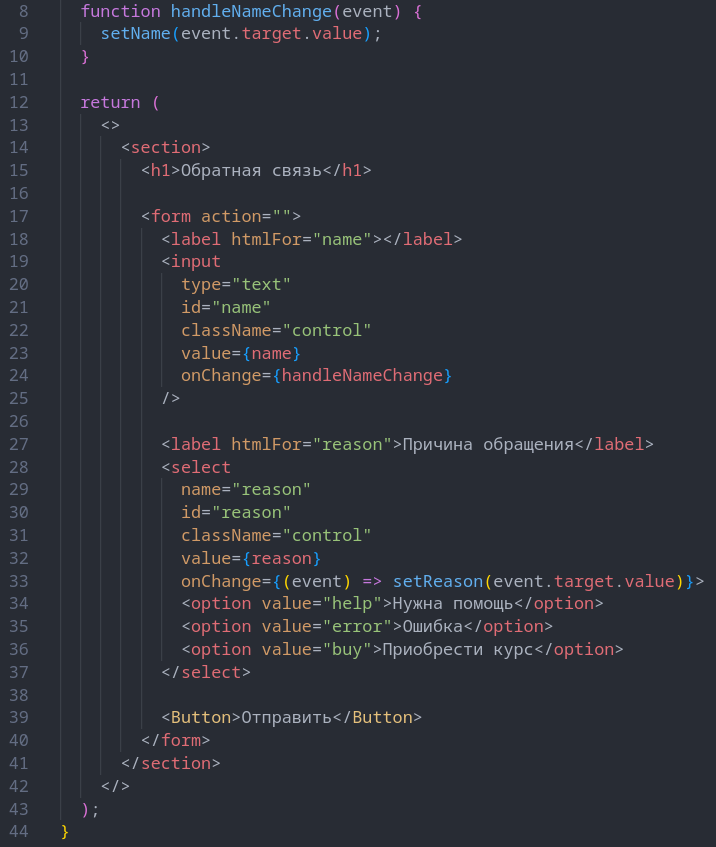 8 function handleNameChange(event) {
9 setName(event.target.value);
10 }
11
12 return (
13 <>
14 <section>
15 <h1>Обратная связь</h1>
16
17 <form action="">
18 <label htmlFor="name"></label>
19 <input
20 type="text"
21 id="name"
22 className="control"
23 value={name}
24 onChange={handleNameChange}
25 />
26
27 <label htmlFor="reason">Причина обращения</label>
28 <select
29 name="reason"
30 id="reason"
31 className="control"
32 value={reason}
33 onChange={(event) => setReason(event.target.value)}>
34 <option value="help">Нужна помощь</option>
35 <option value="error">Ошибка</option>
36 <option value="buy">Приобрести курс</option>
37 </select>
38
39 <Button>Отправить</Button>
40 </form>
41 </section>
42 </>
43 );
44 }